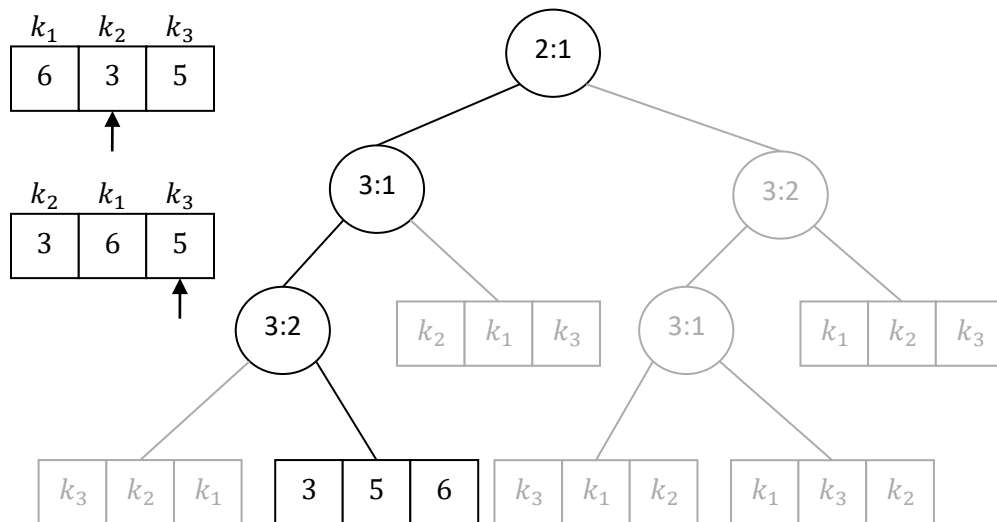 k₁ k₂ k₃
6 3 5
k₂ k₁ k₃
3 6 5
2:1
3:1
3:2
3:2
k₂ k₁ k₃
3:1
k₁ k₂ k₃
k₃ k₂ k₁
3 5 6
k₃ k₁ k₂
k₁ k₃ k₂